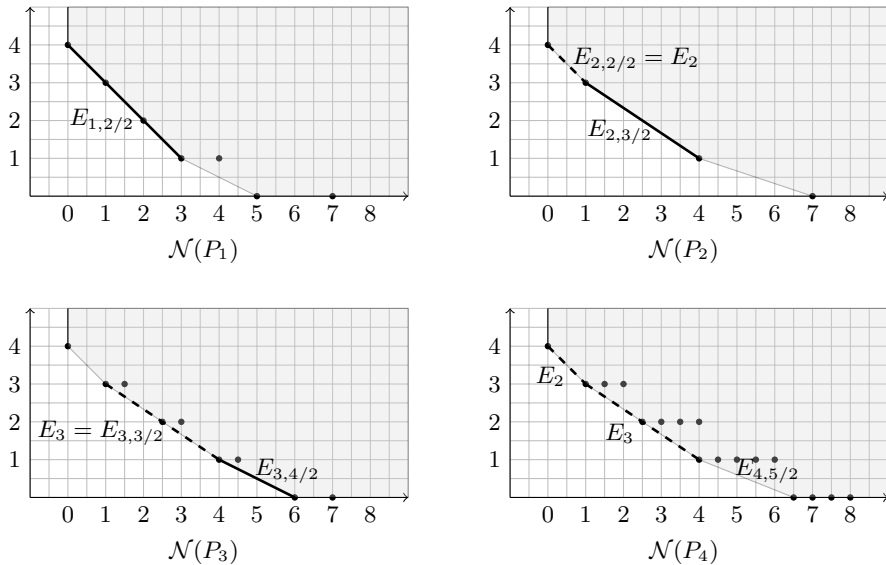 4
3
2
1
E_{1,2/2}
0 1 2 3 4 5 6 7 8
𝒩(P_1)
4
3
2
1
E_{2,2/2} = E_2
E_{2,3/2}
0 1 2 3 4 5 6 7 8
𝒩(P_2)
4
3
2
1
E_3 = E_{3,3/2}
E_{3,4/2}
0 1 2 3 4 5 6 7 8
𝒩(P_3)
4
3
2
1
E_2
E_3
E_{4,5/2}
0 1 2 3 4 5 6 7 8
𝒩(P_4)